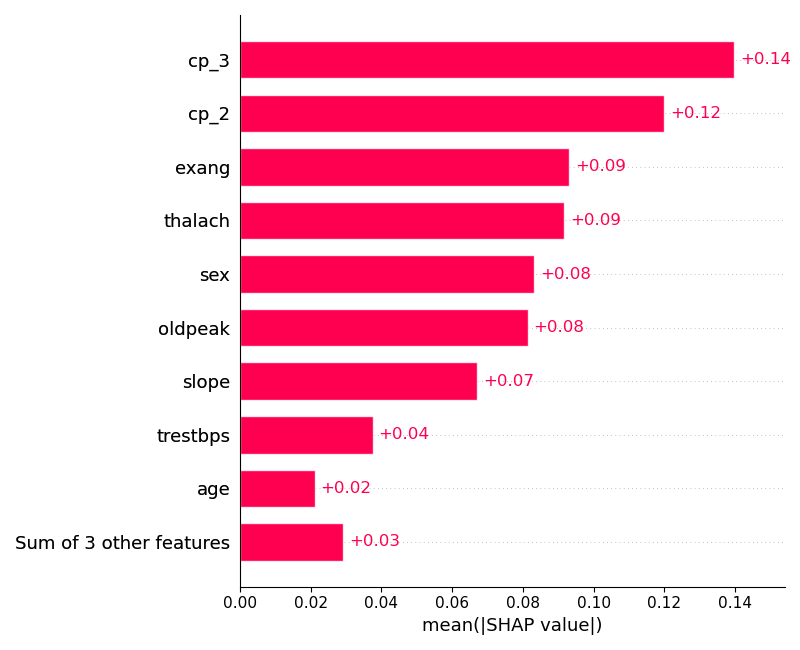 cp_3 +0.14
cp_2 +0.12
exang +0.09
thalach +0.09
sex +0.08
oldpeak +0.08
slope +0.07
trestbps +0.04
age +0.02
Sum of 3 other features +0.03
0.00 0.02 0.04 0.06 0.08 0.10 0.12 0.14
mean(|SHAP value|)